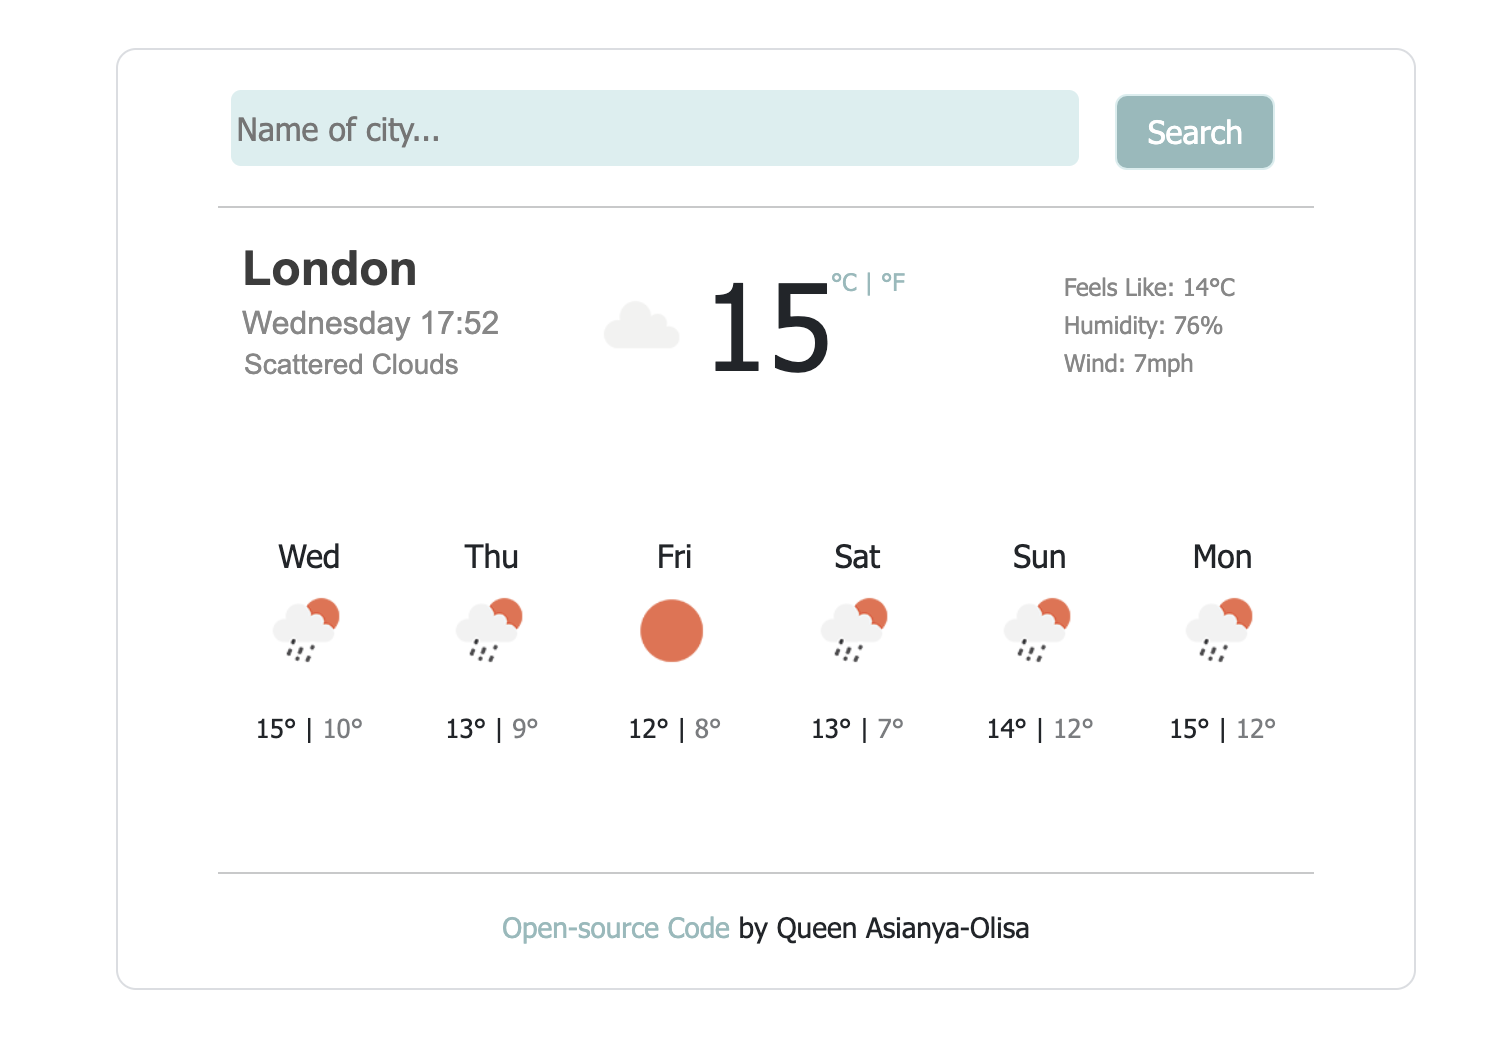 Name of city...
Search
London
Wednesday 17:52
Scattered Clouds
15
°C | °F
Feels Like: 14°C
Humidity: 76%
Wind: 7mph
Wed Thu Fri Sat Sun Mon
15° | 10° 13° | 9° 12° | 8° 13° | 7° 14° | 12° 15° | 12°
Open-source Code by Queen Asianya-Olisa